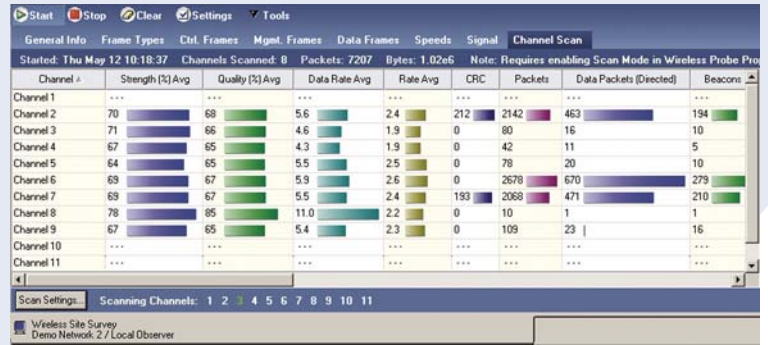 Start Stop Clear Settings Tools
General Info Frame Types Ctrl. Frames Mgmt. Frames Data Frames Speeds Signal Channel Scan
Started: Thu May 12 10:18:37 Channels Scanned: 8 Packets: 7207 Bytes: 1.02e6 Note: Requires enabling Scan Mode in Wireless Probe Pro
Channel Strength (%) Avg Quality (%) Avg Data Rate Avg Rate Avg CRC Packets Data Packets (Directed) Beacons
Channel 1 --- --- --- --- --- --- --- ---
Channel 2 70 68 5.6 2.4 212 2142 463 194
Channel 3 71 66 4.6 1.9 0 80 16 10
Channel 4 67 65 4.3 1.9 0 42 11 5
Channel 5 64 65 5.5 2.5 0 78 20 10
Channel 6 69 67 5.9 2.6 0 2678 670 279
Channel 7 69 67 5.5 2.4 193 2068 471 210
Channel 8 78 85 11.0 2.2 0 10 1 1
Channel 9 67 65 5.4 2.3 0 109 23 16
Channel 10 --- --- --- --- --- --- --- ---
Channel 11 --- --- --- --- --- --- --- ---
Scan Settings... Scanning Channels: 1 2 3 4 5 6 7 8 9 10 11
Wireless Site Survey
Demo Network 2 / Local Observer